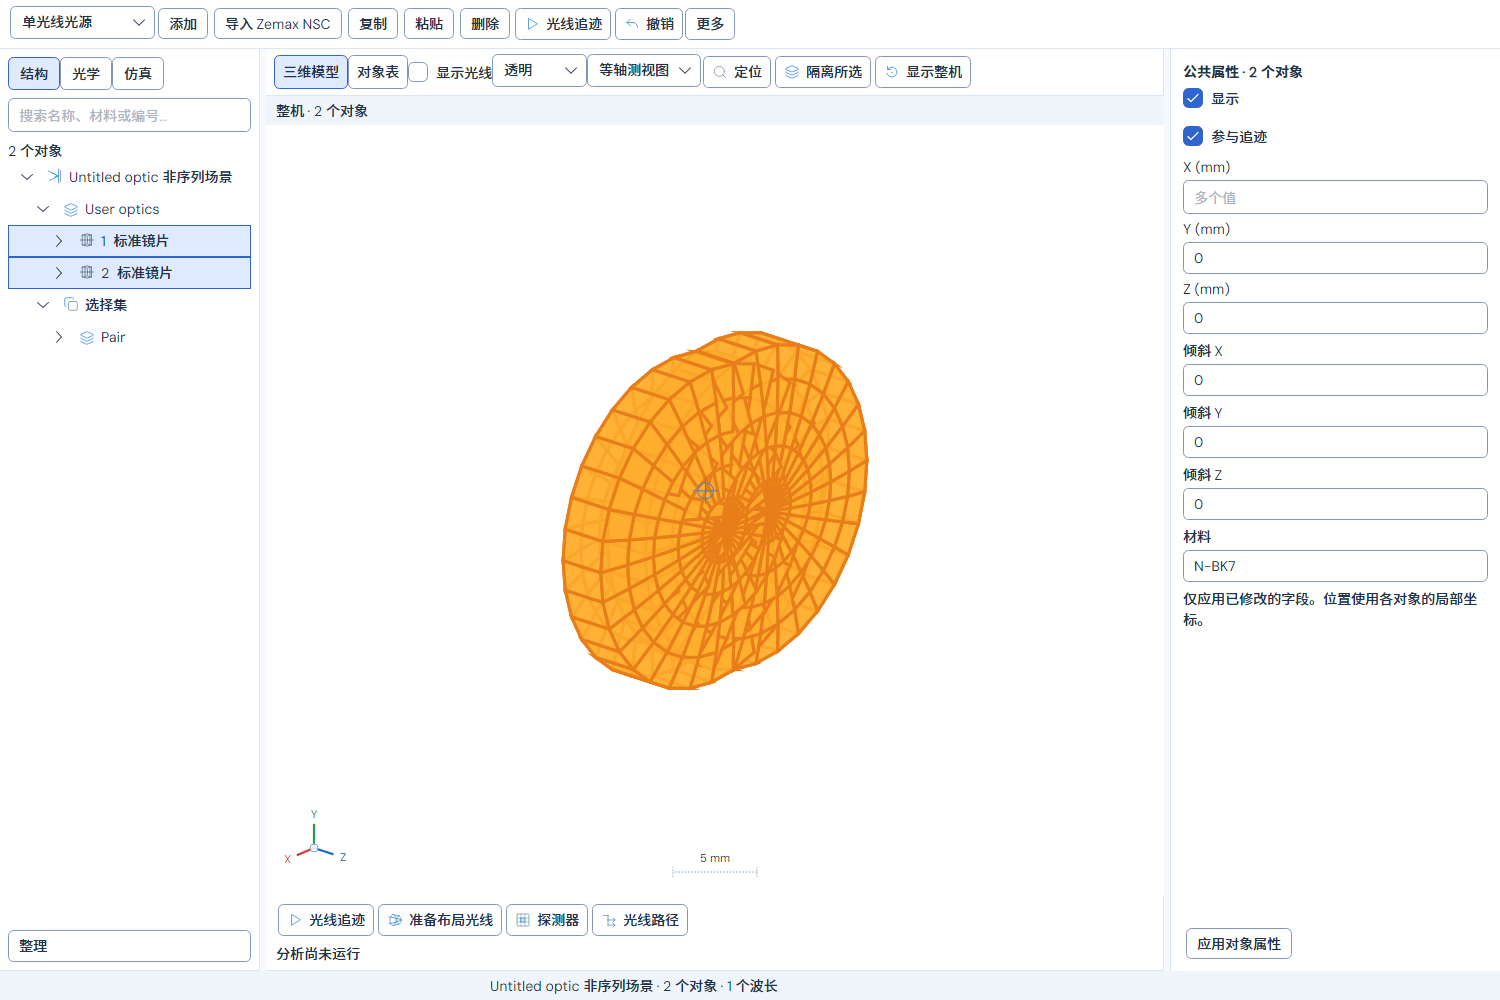 单光线光源 添加 导入 Zemax NSC 复制 粘贴 删除 光线追迹 撤销 更多
结构 光学 仿真
搜索名称、材料或编号...
2 个对象
Untitled optic 非序列场景
User optics
1 标准镜片
2 标准镜片
选择集
Pair
整理
三维模型 对象表 显示光线 透明 等轴测视图 定位 隔离所选 显示整机
整机 · 2 个对象
Y
X
Z
5 mm
光线追迹 准备布局光线 探测器 光线路径
分析尚未运行
公共属性 · 2 个对象
显示
参与追迹
X (mm)
多个值
Y (mm)
0
Z (mm)
0
倾斜 X
0
倾斜 Y
0
倾斜 Z
0
材料
N-BK7
仅应用已修改的字段。位置使用各对象的局部坐
标。
应用对象属性
Untitled optic 非序列场景 · 2 个对象 · 1 个波长